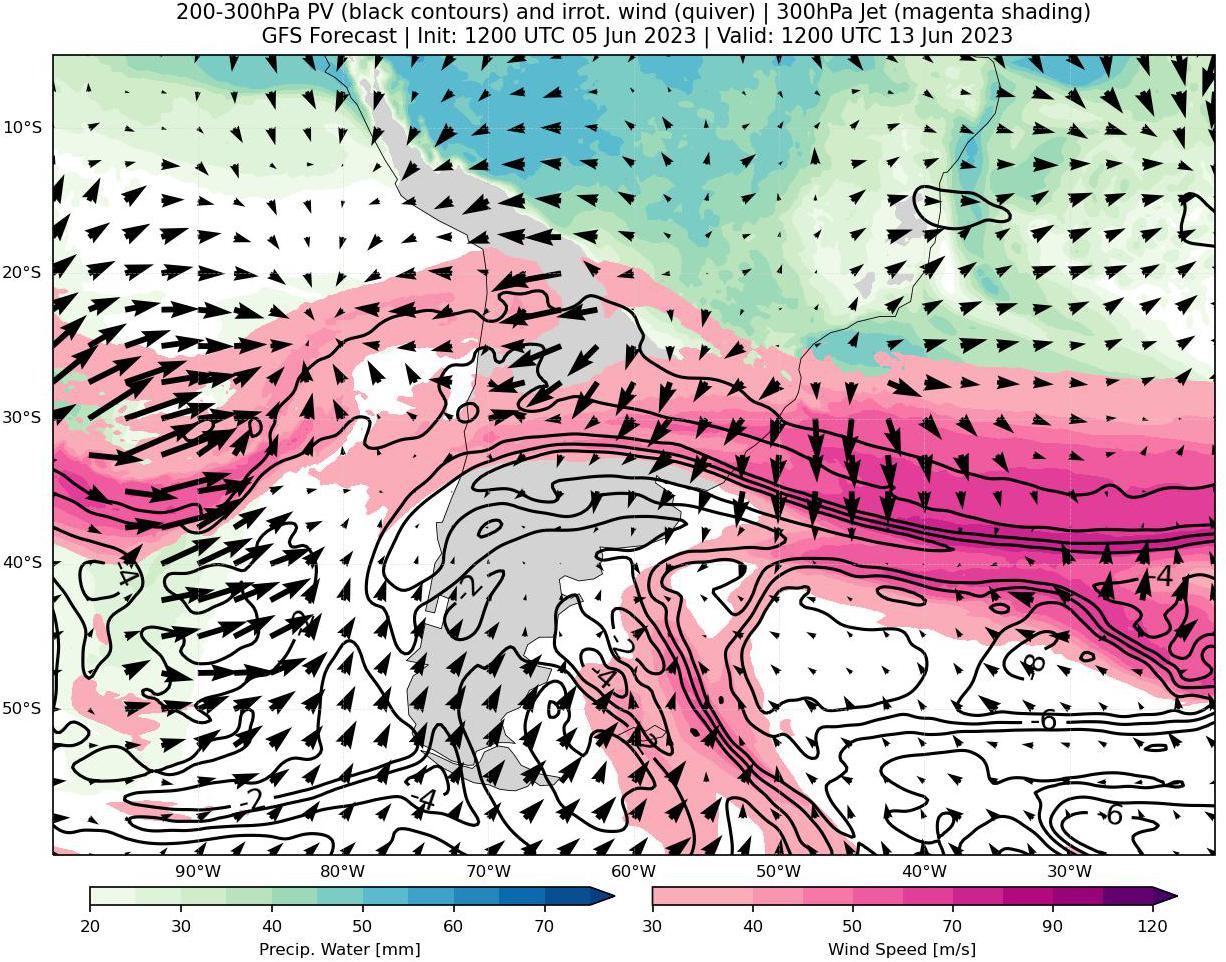 200-300hPa PV (black contours) and irrot. wind (quiver) | 300hPa Jet (magenta shading)
GFS Forecast | Init: 1200 UTC 05 Jun 2023 | Valid: 1200 UTC 13 Jun 2023
10°S
20°S
30°S
40°S
50°S
0
-4
-2
-4
-2
-4
-2
-4
-8
-6
-6
90°W 80°W 70°W 60°W 50°W 40°W 30°W
20 30 40 50 60 70
30 40 50 70 90 120
Precip. Water [mm]
Wind Speed [m/s]